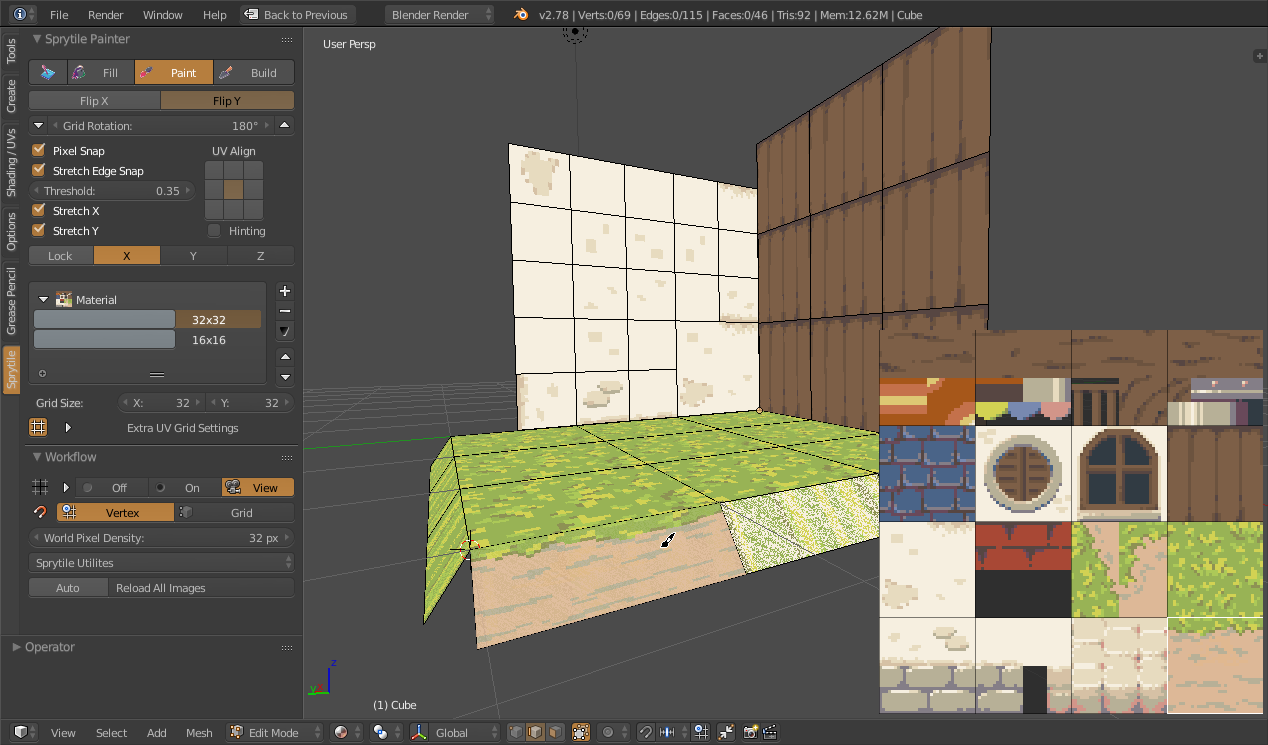 File Render Window Help Back to Previous Blender Render v2.78 | Verts:0/69 | Edges:0/115 | Faces:0/46 | Tris:92 | Mem:12.62M | Cube
Tools
Create
Shading / UVs
Options
Grease Pencil
Sprytile
Sprytile Painter
Fill Paint Build
Flip X Flip Y
Grid Rotation: 180°
Pixel Snap UV Align
Stretch Edge Snap
Threshold: 0.35
Stretch X
Stretch Y Hinting
Lock X Y Z
Material
32x32
16x16
Grid Size: X: 32 Y: 32
Extra UV Grid Settings
Workflow
Off On View
Vertex Grid
World Pixel Density: 32 px
Sprytile Utilites
Auto Reload All Images
Operator
User Persp
z
y
(1) Cube
View Select Add Mesh Edit Mode Global